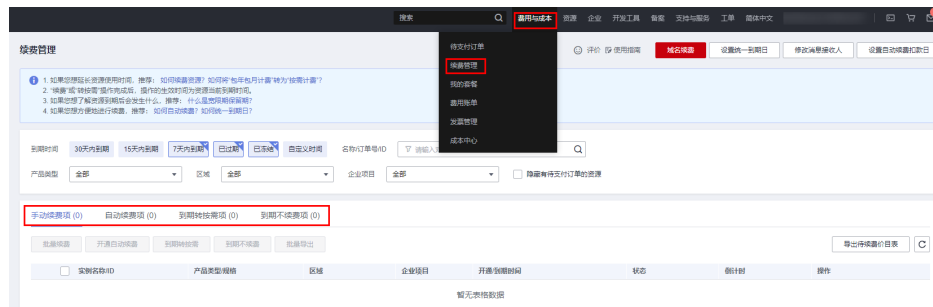 搜索 费用与成本 资源 企业 开发工具 备案 支持与服务 工单 简体中文
续费管理
评价 使用指南 域名续费 设置统一到期日 修改消息接收人 设置自动续费扣款日
待支付订单
续费管理
我的套餐
费用账单
发票管理
成本中心
1. 如果您想延长资源使用时间，推荐： 如何续费资源？如何将“包年包月计费”转为“按需计费”？
2. “续费”或“转按需”操作完成后，操作的生效时间为资源当前到期时间。
3. 如果您想了解资源到期后会发生什么，推荐： 什么是宽限期保留期？
4. 如果您想方便地进行续费，推荐： 如何自动续费？如何统一到期日？
到期时间 30天内到期 15天内到期 7天内到期 已过期 已冻结 自定义时间 名称/订单号/ID 请输入
产品类型 全部 区域 全部 企业项目 全部 隐藏有待支付订单的资源
手动续费项 (0) 自动续费项 (0) 到期转按需项 (0) 到期不续费项 (0)
批量续费 开通自动续费 到期转按需 到期不续费 批量导出 导出待续费价目表
实例名称/ID 产品类型/规格 区域 企业项目 开通/到期时间 状态 倒计时 操作
暂无表格数据